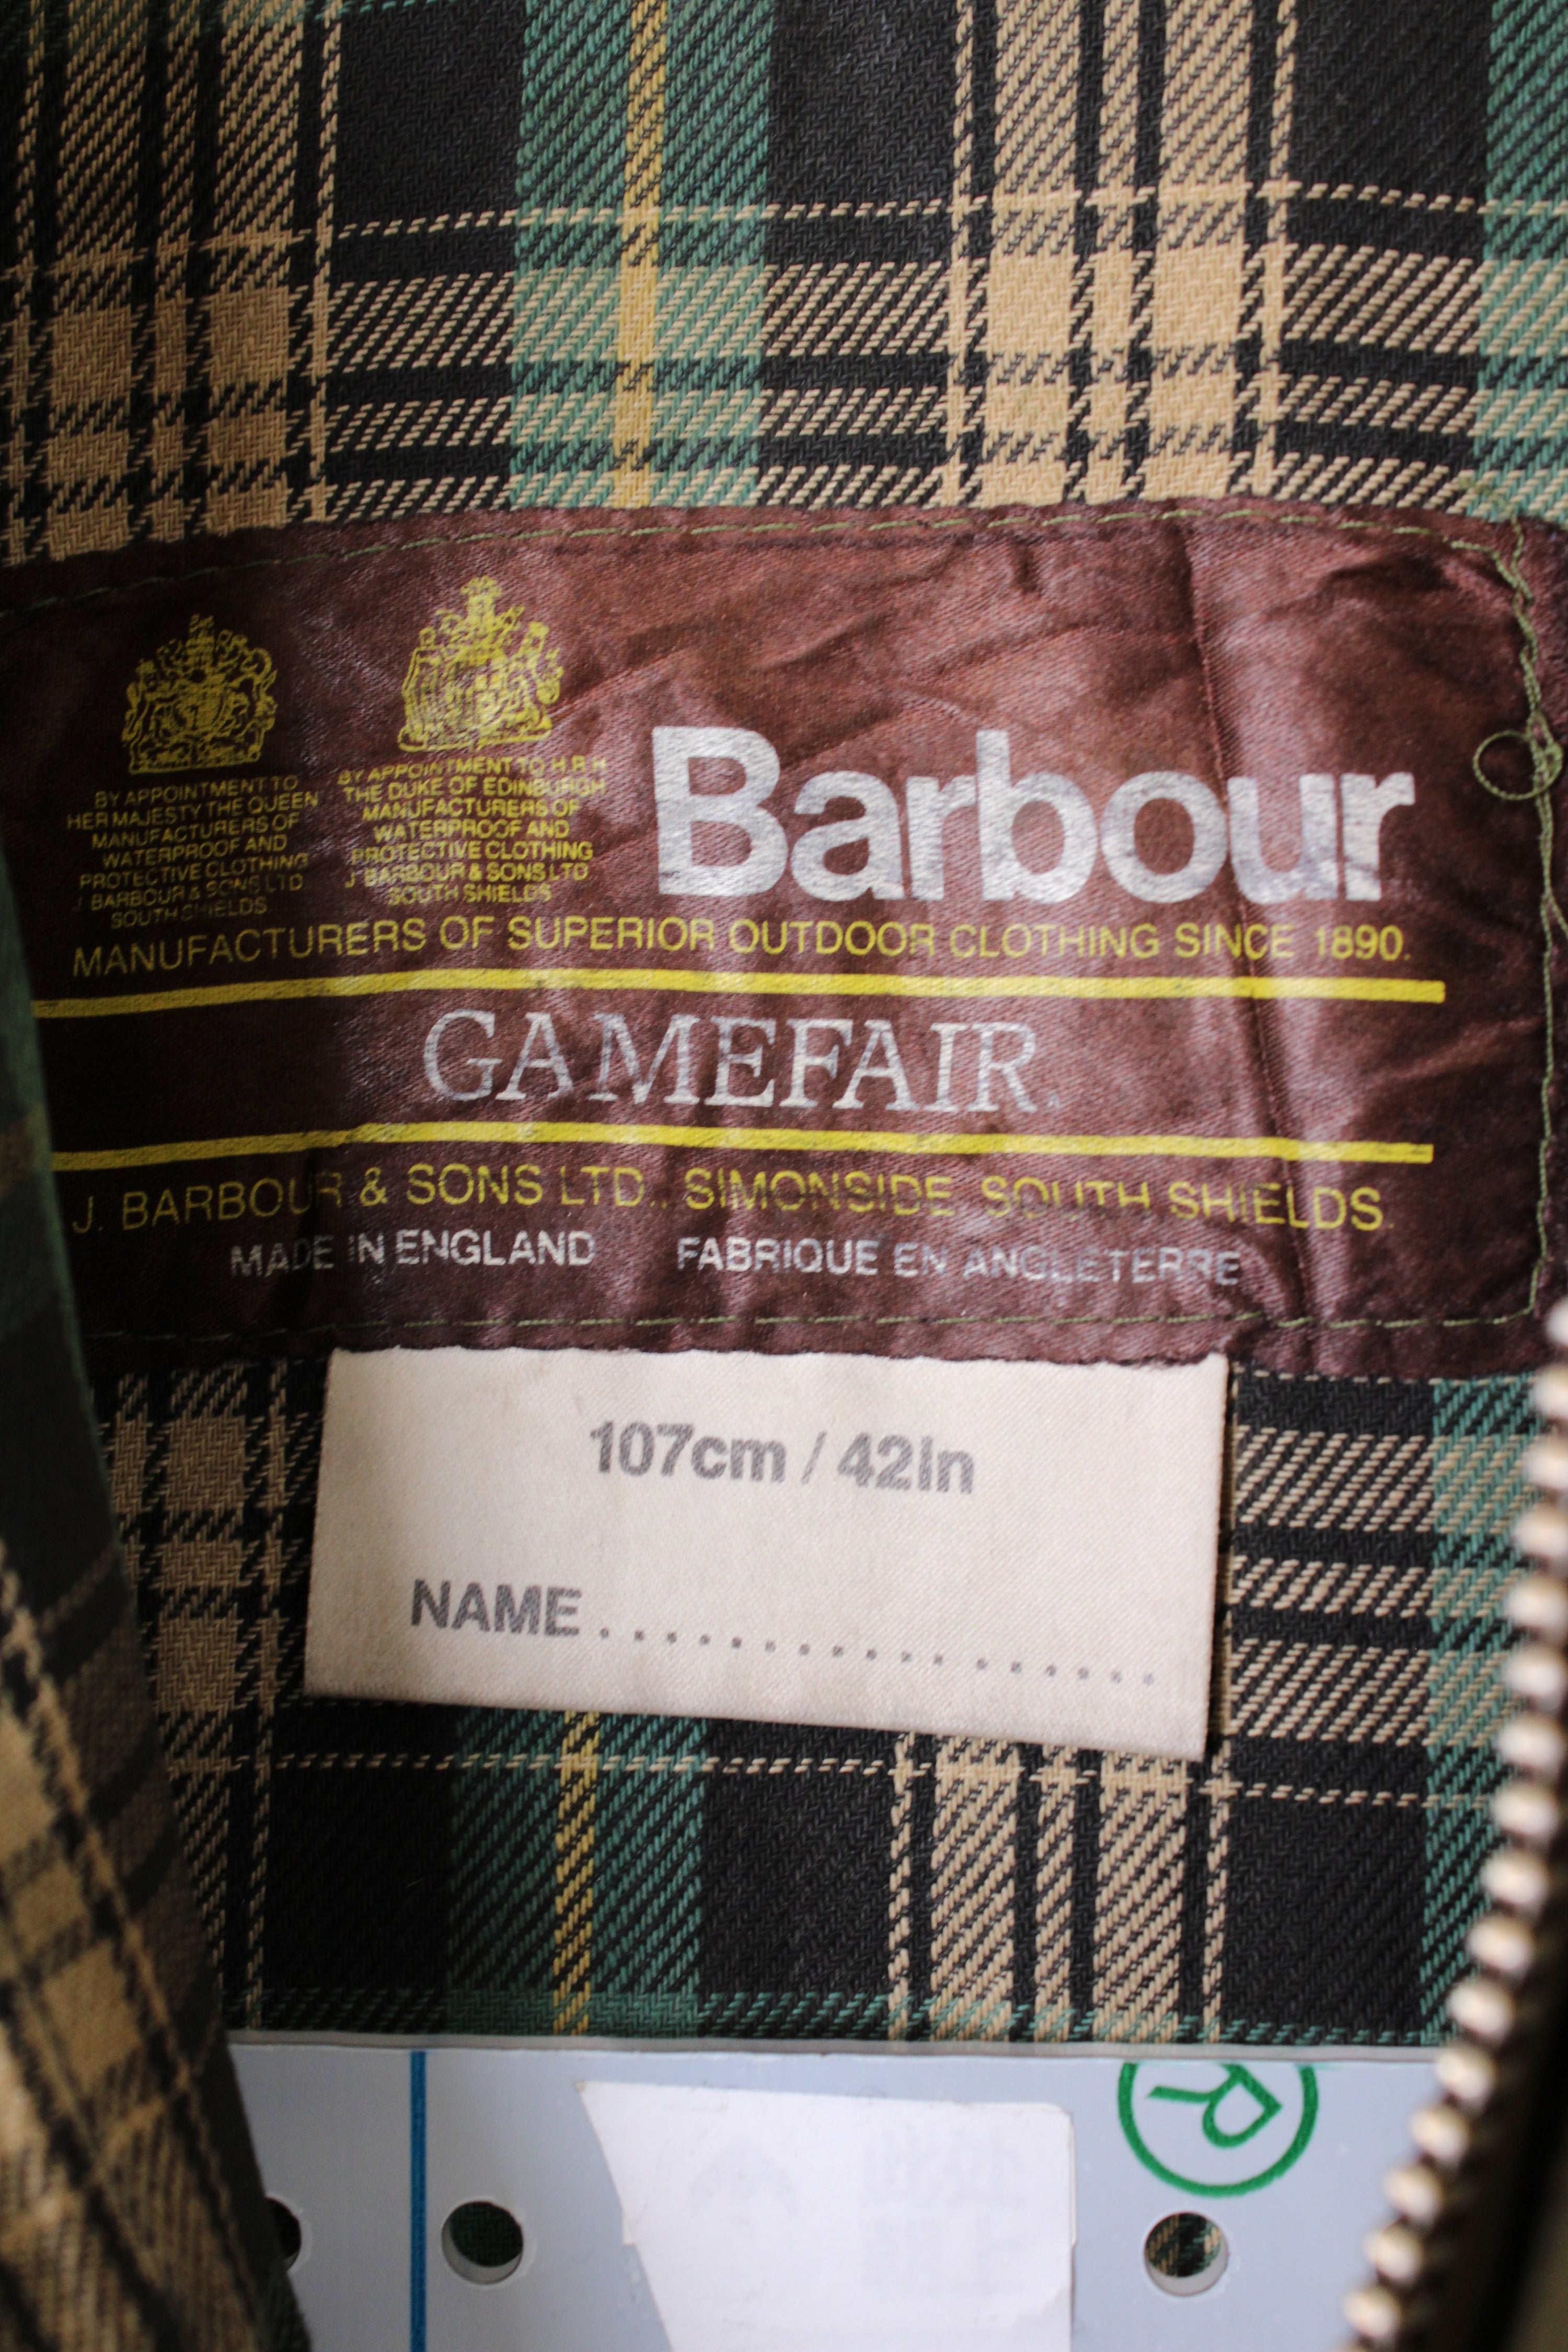 BY APPOINTMENT TO
HER MAJESTY THE QUEEN
MANUFACTURERS OF
WATERPROOF AND
PROTECTIVE CLOTHING
J BARBOUR & SONS LTD
SOUTH SHIELDS
BY APPOINTMENT TO H.R.H
THE DUKE OF EDINBURGH
MANUFACTURERS OF
WATERPROOF AND
PROTECTIVE CLOTHING
J BARBOUR & SONS LTD
SOUTH SHIELDS
Barbour
MANUFACTURERS OF SUPERIOR OUTDOOR CLOTHING SINCE 1890.
GAMEFAIR.
J. BARBOUR & SONS LTD., SIMONSIDE, SOUTH SHIELDS.
MADE IN ENGLAND FABRIQUE EN ANGLETERRE
107cm / 42In
NAME.................
R